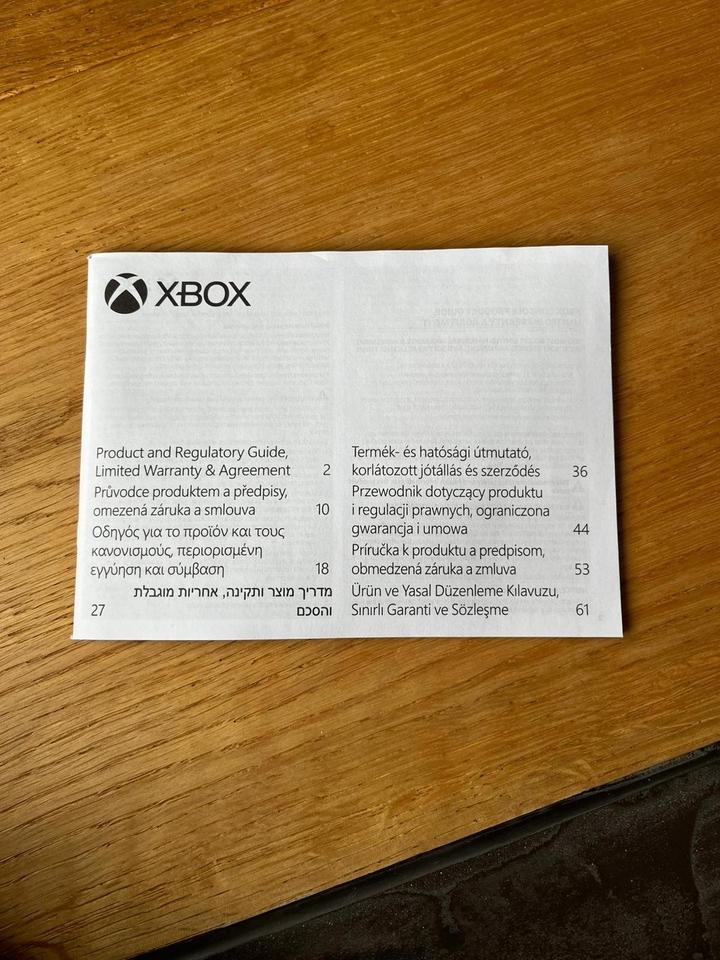 XBOX
Product and Regulatory Guide,
Limited Warranty & Agreement 2
Průvodce produktem a předpisy,
omezená záruka a smlouva 10
Οδηγός για το προϊόν και τους
κανονισμούς, περιορισμένη
εγγύηση και σύμβαση 18
מדריך מוצר ותקינה, אחריות מוגבלת
והסכם 27
Termék- és hatósági útmutató,
korlátozott jótállás és szerződés 36
Przewodnik dotyczący produktu
i regulacji prawnych, ograniczona
gwarancja i umowa 44
Príručka k produktu a predpisom,
obmedzená záruka a zmluva 53
Ürün ve Yasal Düzenleme Kılavuzu,
Sınırlı Garanti ve Sözleşme 61